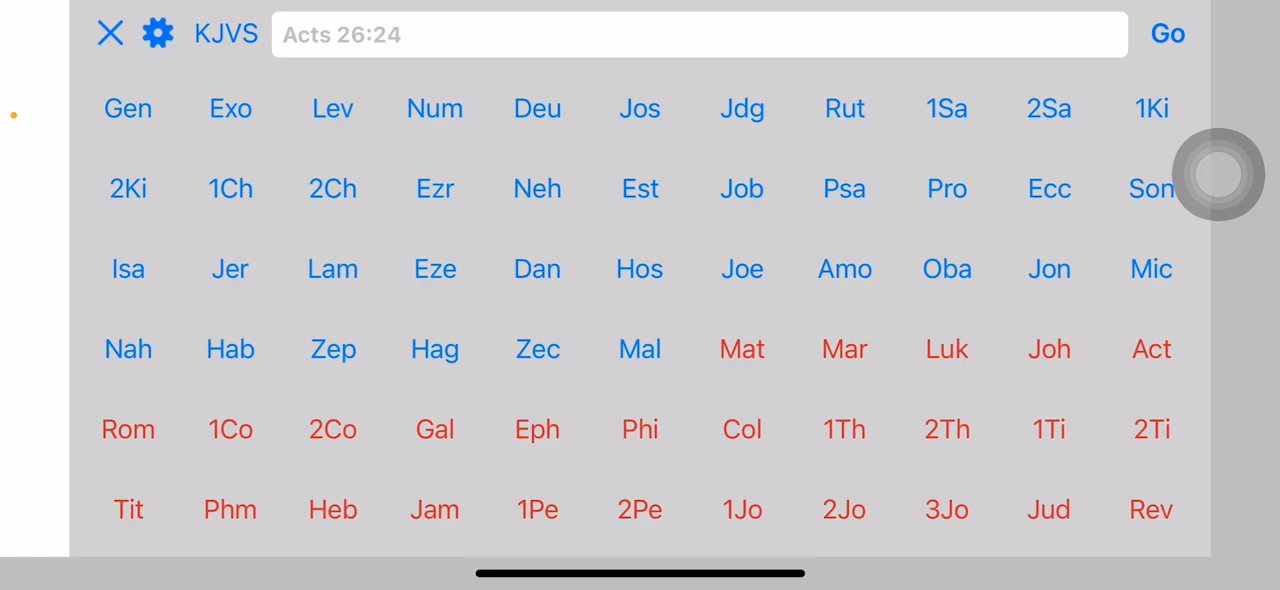 KJVS Acts 26:24 Go
Gen Exo Lev Num Deu Jos Jdg Rut 1Sa 2Sa 1Ki
2Ki 1Ch 2Ch Ezr Neh Est Job Psa Pro Ecc Son
Isa Jer Lam Eze Dan Hos Joe Amo Oba Jon Mic
Nah Hab Zep Hag Zec Mal Mat Mar Luk Joh Act
Rom 1Co 2Co Gal Eph Phi Col 1Th 2Th 1Ti 2Ti
Tit Phm Heb Jam 1Pe 2Pe 1Jo 2Jo 3Jo Jud Rev